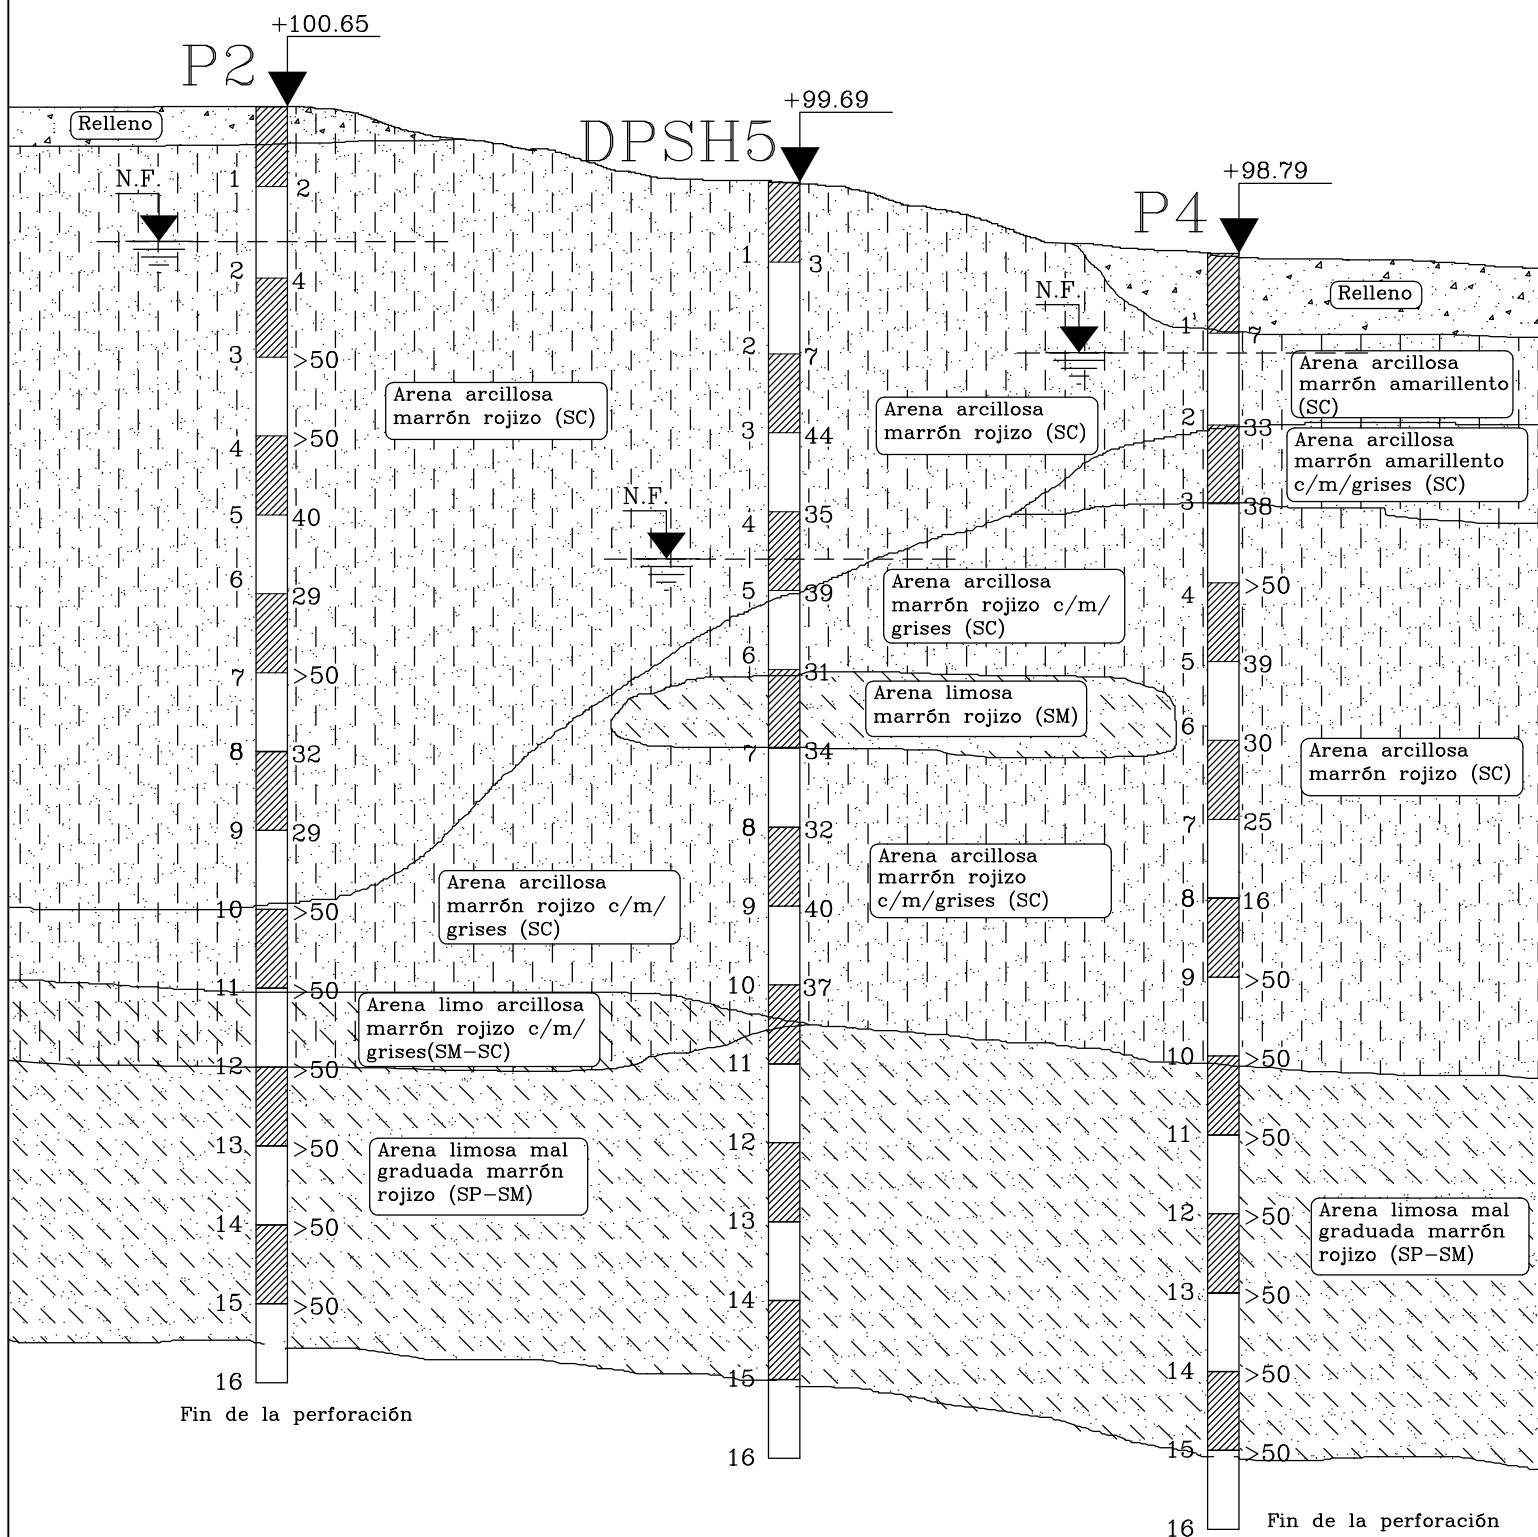 +100.65
P2
Relleno
N.F.
1 2
2 4
3 >50
4 >50
5 40
6 29
7 >50
8 32
9 29
10 >50
11 >50
12 >50
13 >50
14 >50
15 >50
16
Fin de la perforación
Arena arcillosa
marrón rojizo (SC)
Arena arcillosa
marrón rojizo c/m/
grises (SC)
Arena limo arcillosa
marrón rojizo c/m/
grises(SM-SC)
Arena limosa mal
graduada marrón
rojizo (SP-SM)
+99.69
DPSH5
N.F.
1 3
2 7
3 44
4 35
5 39
6 31
7 34
8 32
9 40
10 37
11
12
13
14
15
16
Arena arcillosa
marrón rojizo (SC)
Arena arcillosa
marrón rojizo c/m/
grises (SC)
Arena limosa
marrón rojizo (SM)
Arena arcillosa
marrón rojizo
c/m/grises (SC)
+98.79
P4
N.F.
Relleno
1 7
2 33
3 38
4 >50
5 39
6 30
7 25
8 16
9 >50
10 >50
11 >50
12 >50
13 >50
14 >50
15 >50
16
Arena arcillosa
marrón amarillento
(SC)
Arena arcillosa
marrón amarillento
c/m/grises (SC)
Arena arcillosa
marrón rojizo (SC)
Arena limosa mal
graduada marrón
rojizo (SP-SM)
Fin de la perforación